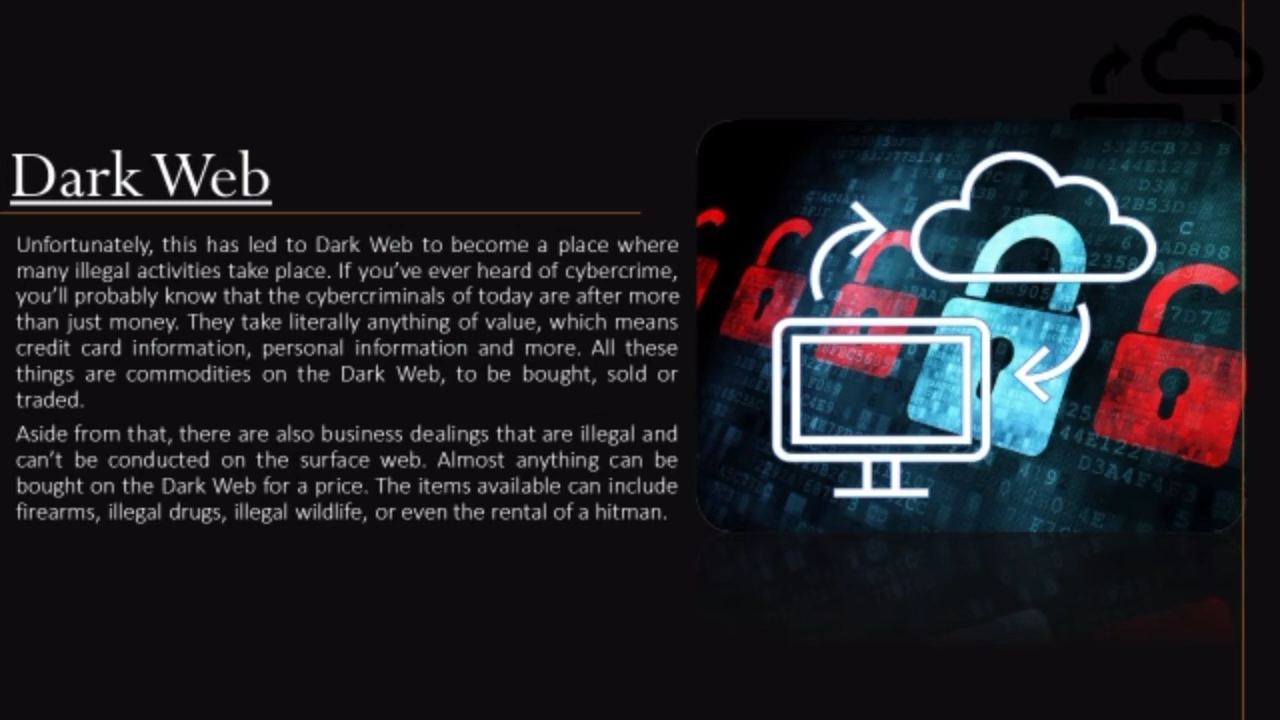 Dark Web
Unfortunately, this has led to Dark Web to become a place where
many illegal activities take place. If you’ve ever heard of cybercrime,
you’ll probably know that the cybercriminals of today are after more
than just money. They take literally anything of value, which means
credit card information, personal information and more. All these
things are commodities on the Dark Web, to be bought, sold or
traded.
Aside from that, there are also business dealings that are illegal and
can’t be conducted on the surface web. Almost anything can be
bought on the Dark Web for a price. The items available can include
firearms, illegal drugs, illegal wildlife, or even the rental of a hitman.